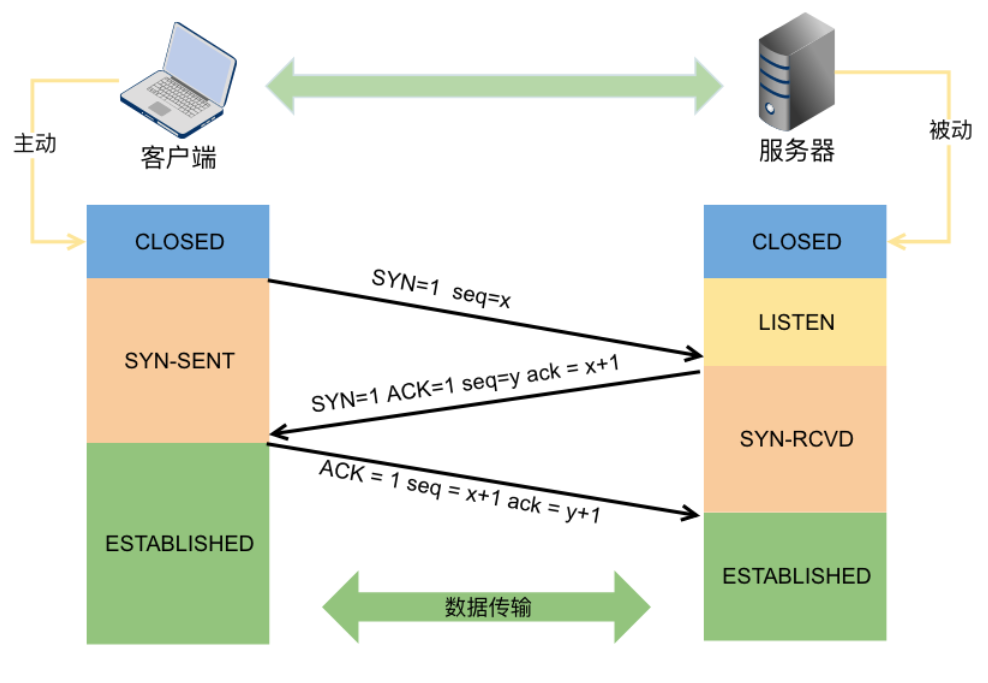 主动
客户端
服务器
被动
CLOSED
CLOSED
SYN=1 seq=x
LISTEN
SYN-SENT
SYN=1 ACK=1 seq=y ack = x+1
SYN-RCVD
ACK = 1 seq = x+1 ack = y+1
ESTABLISHED
ESTABLISHED
数据传输